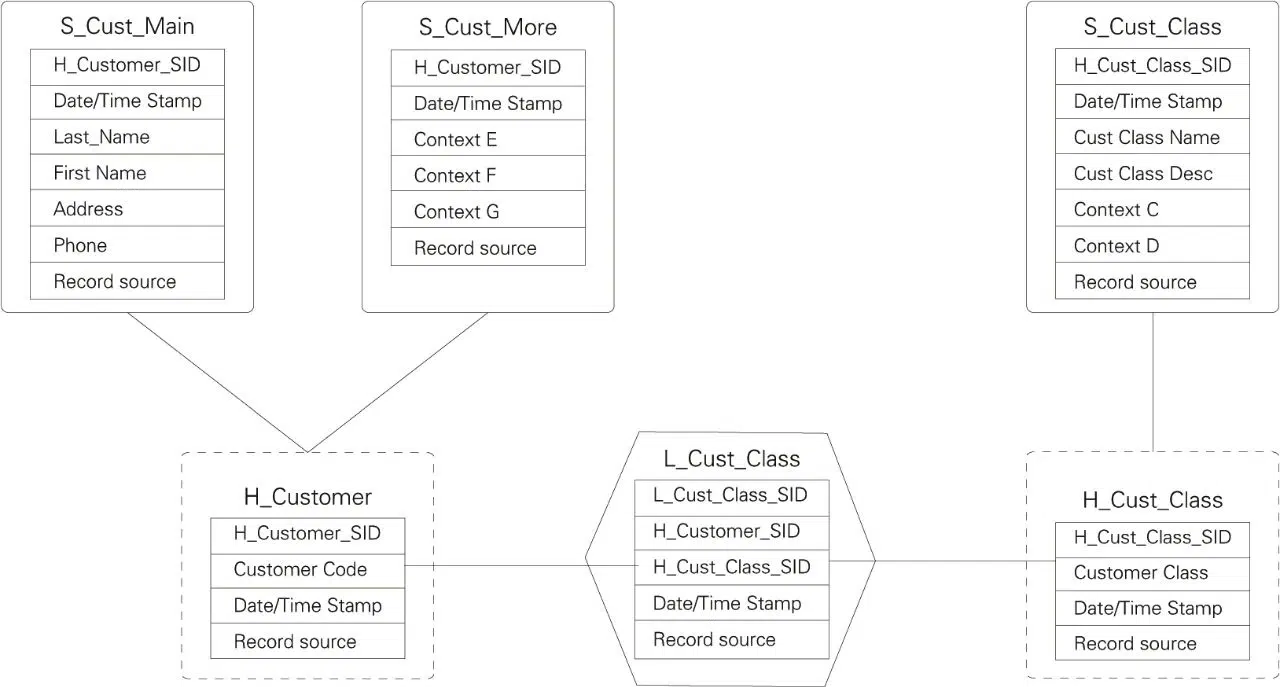 S_Cust_Main
H_Customer_SID
Date/Time Stamp
Last_Name
First Name
Address
Phone
Record source
S_Cust_More
H_Customer_SID
Date/Time Stamp
Context E
Context F
Context G
Record source
S_Cust_Class
H_Cust_Class_SID
Date/Time Stamp
Cust Class Name
Cust Class Desc
Context C
Context D
Record source
H_Customer
H_Customer_SID
Customer Code
Date/Time Stamp
Record source
L_Cust_Class
L_Cust_Class_SID
H_Customer_SID
H_Cust_Class_SID
Date/Time Stamp
Record source
H_Cust_Class
H_Cust_Class_SID
Customer Class
Date/Time Stamp
Record source